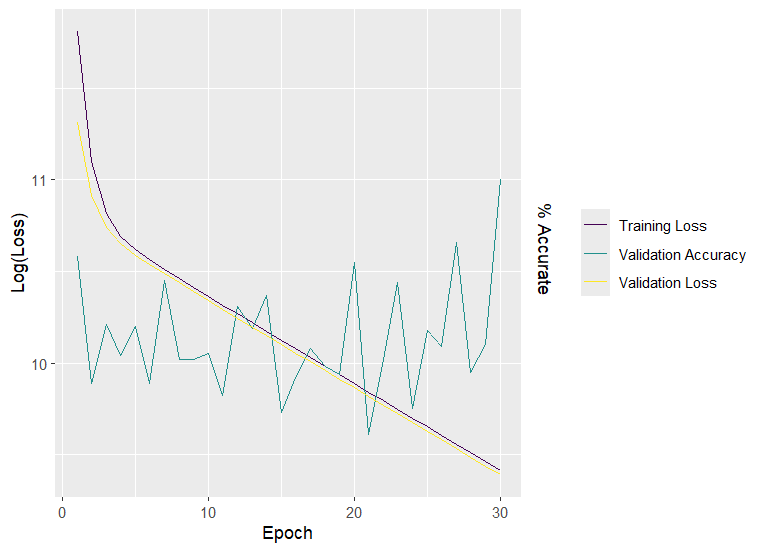 Log(Loss)
11
10
0
10
20
30
Epoch
% Accurate
Training Loss
Validation Accuracy
Validation Loss